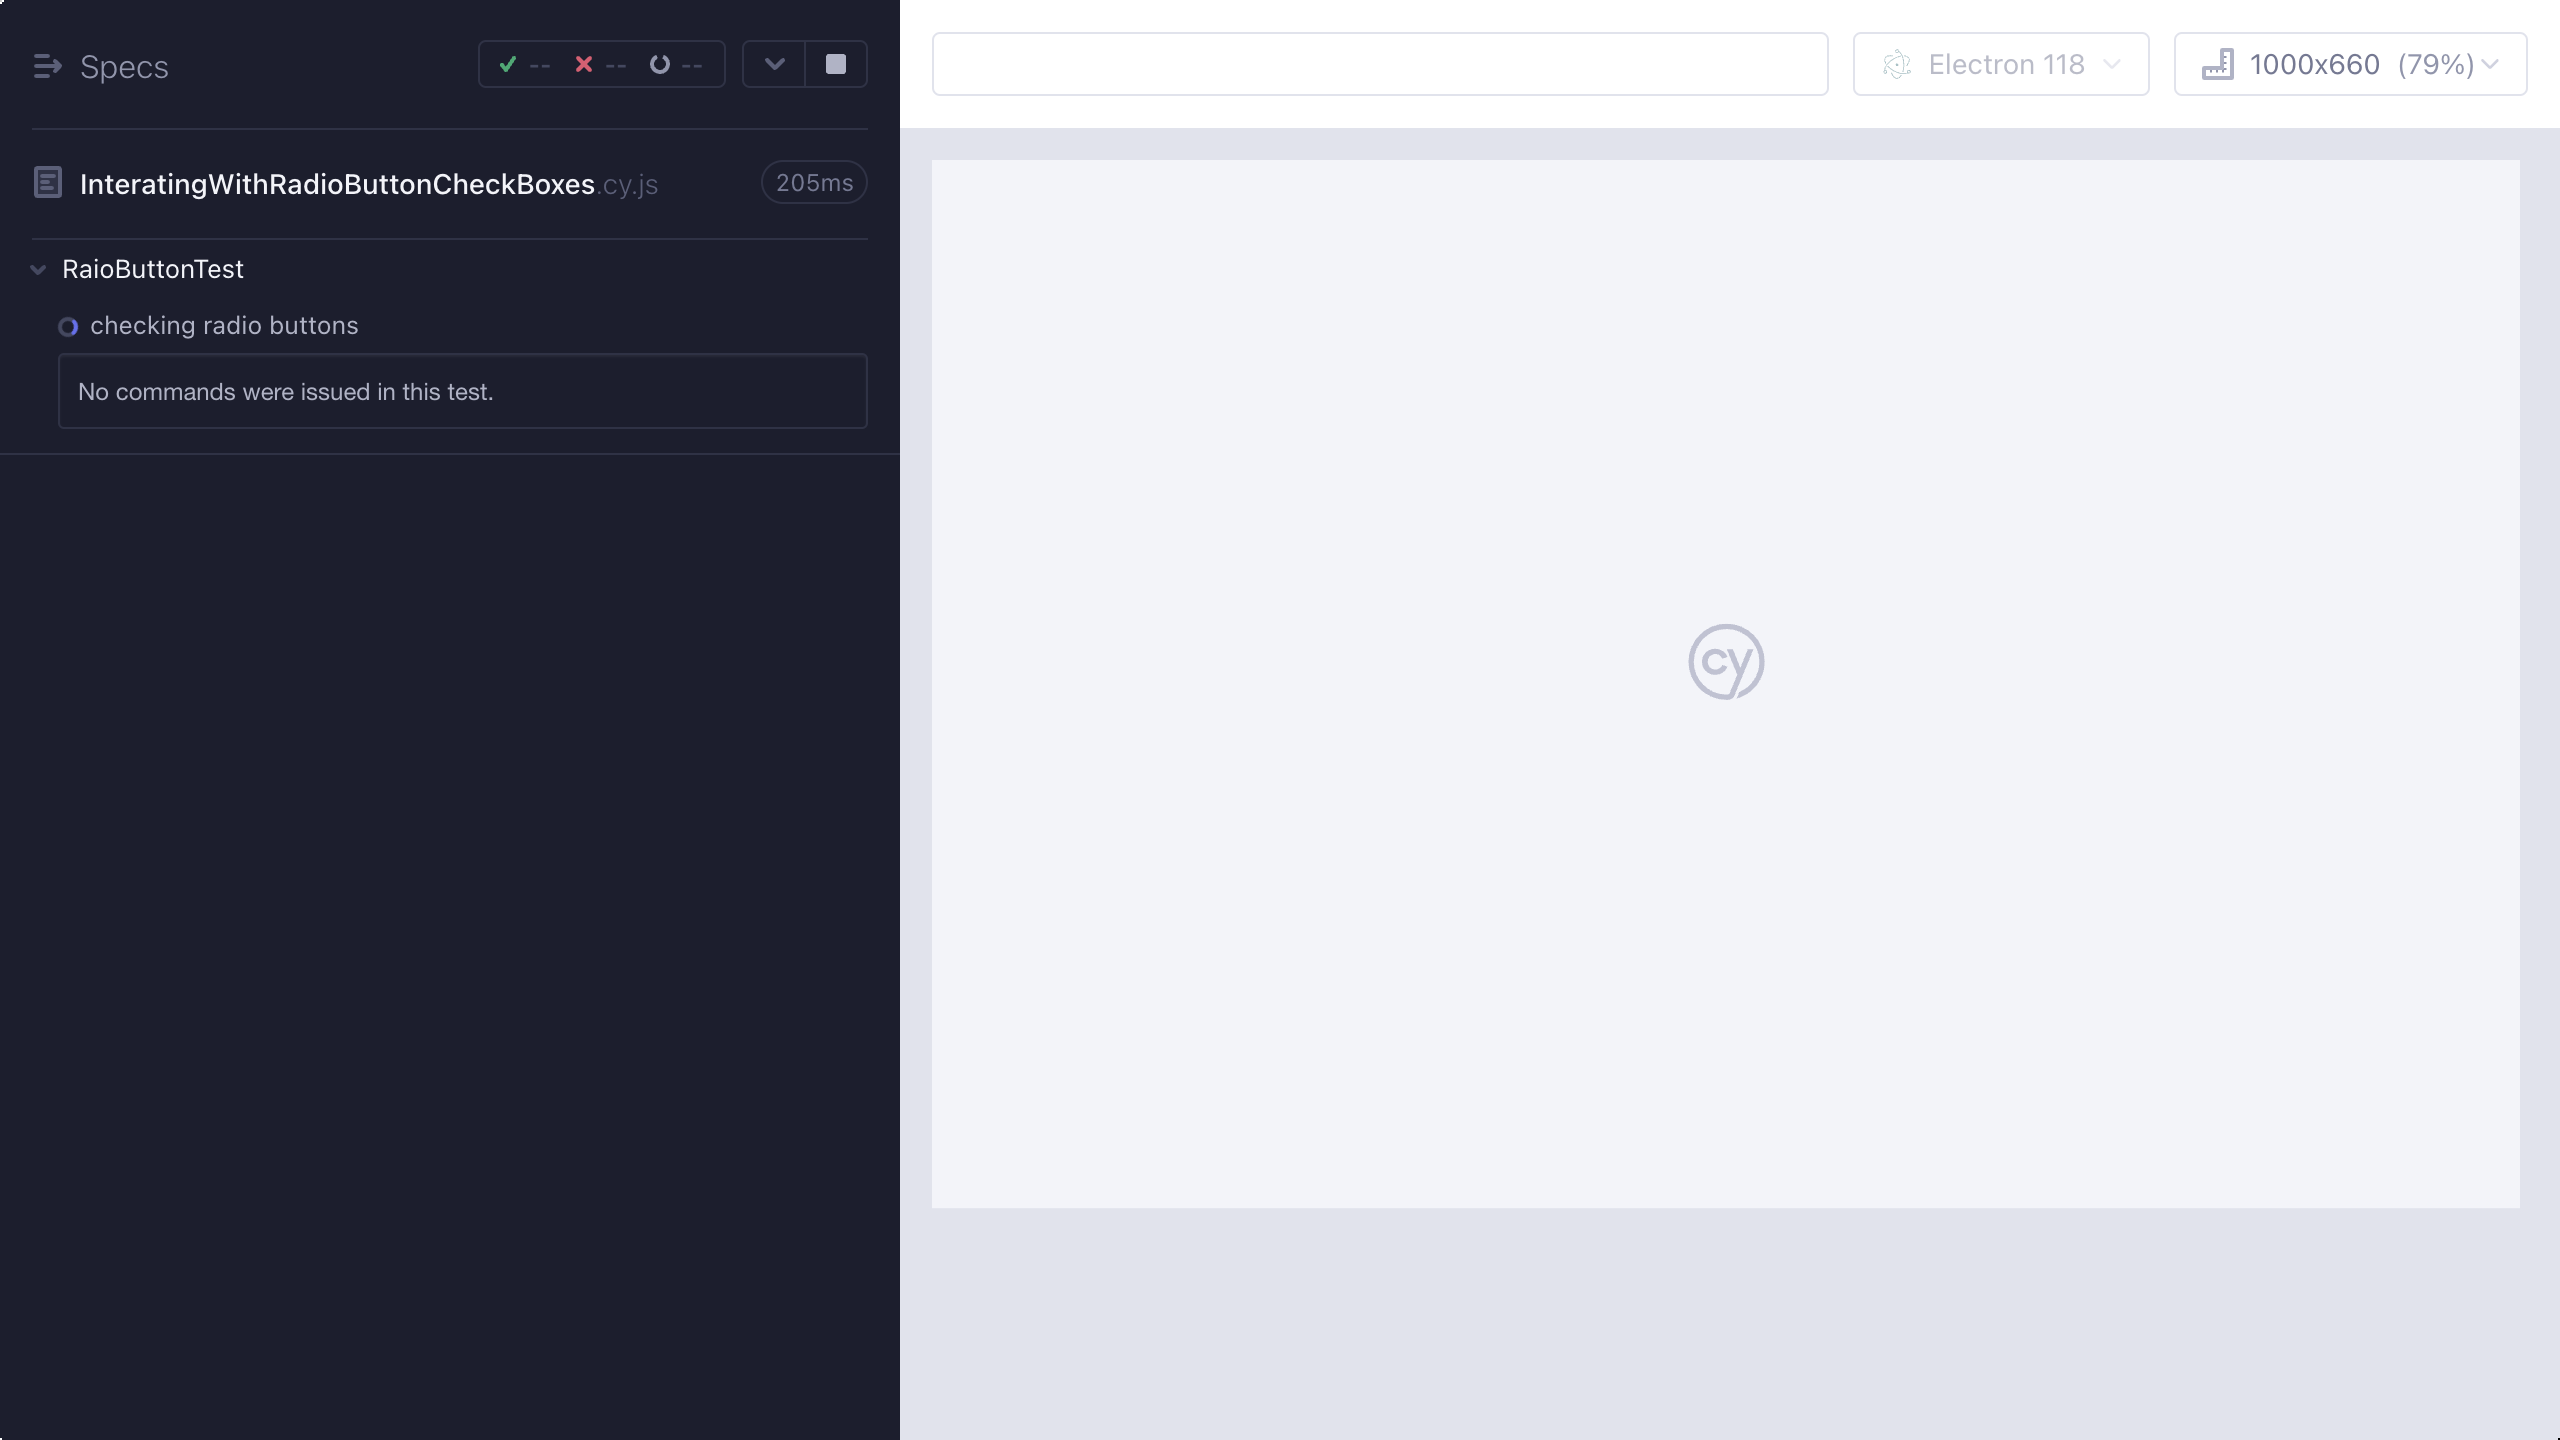 Specs
-- -- --
InteratingWithRadioButtonCheckBoxes.cy.js
205ms
RaioButtonTest
checking radio buttons
No commands were issued in this test.
Electron 118
1000x660 (79%)
cy